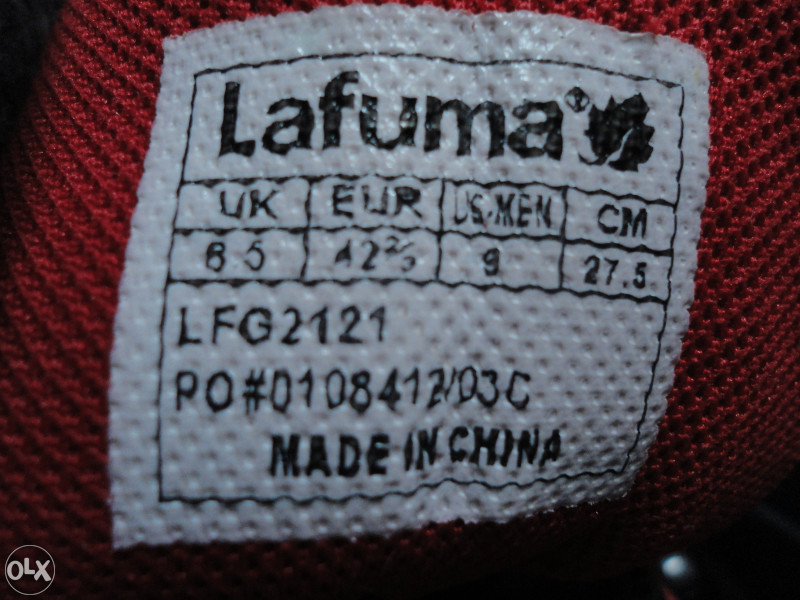 Lafuma®
UK EUR US-MEN CM
8.5 42⅔ 9 27.5
LFG2121
PO#0108412/03C
MADE IN CHINA
OLX